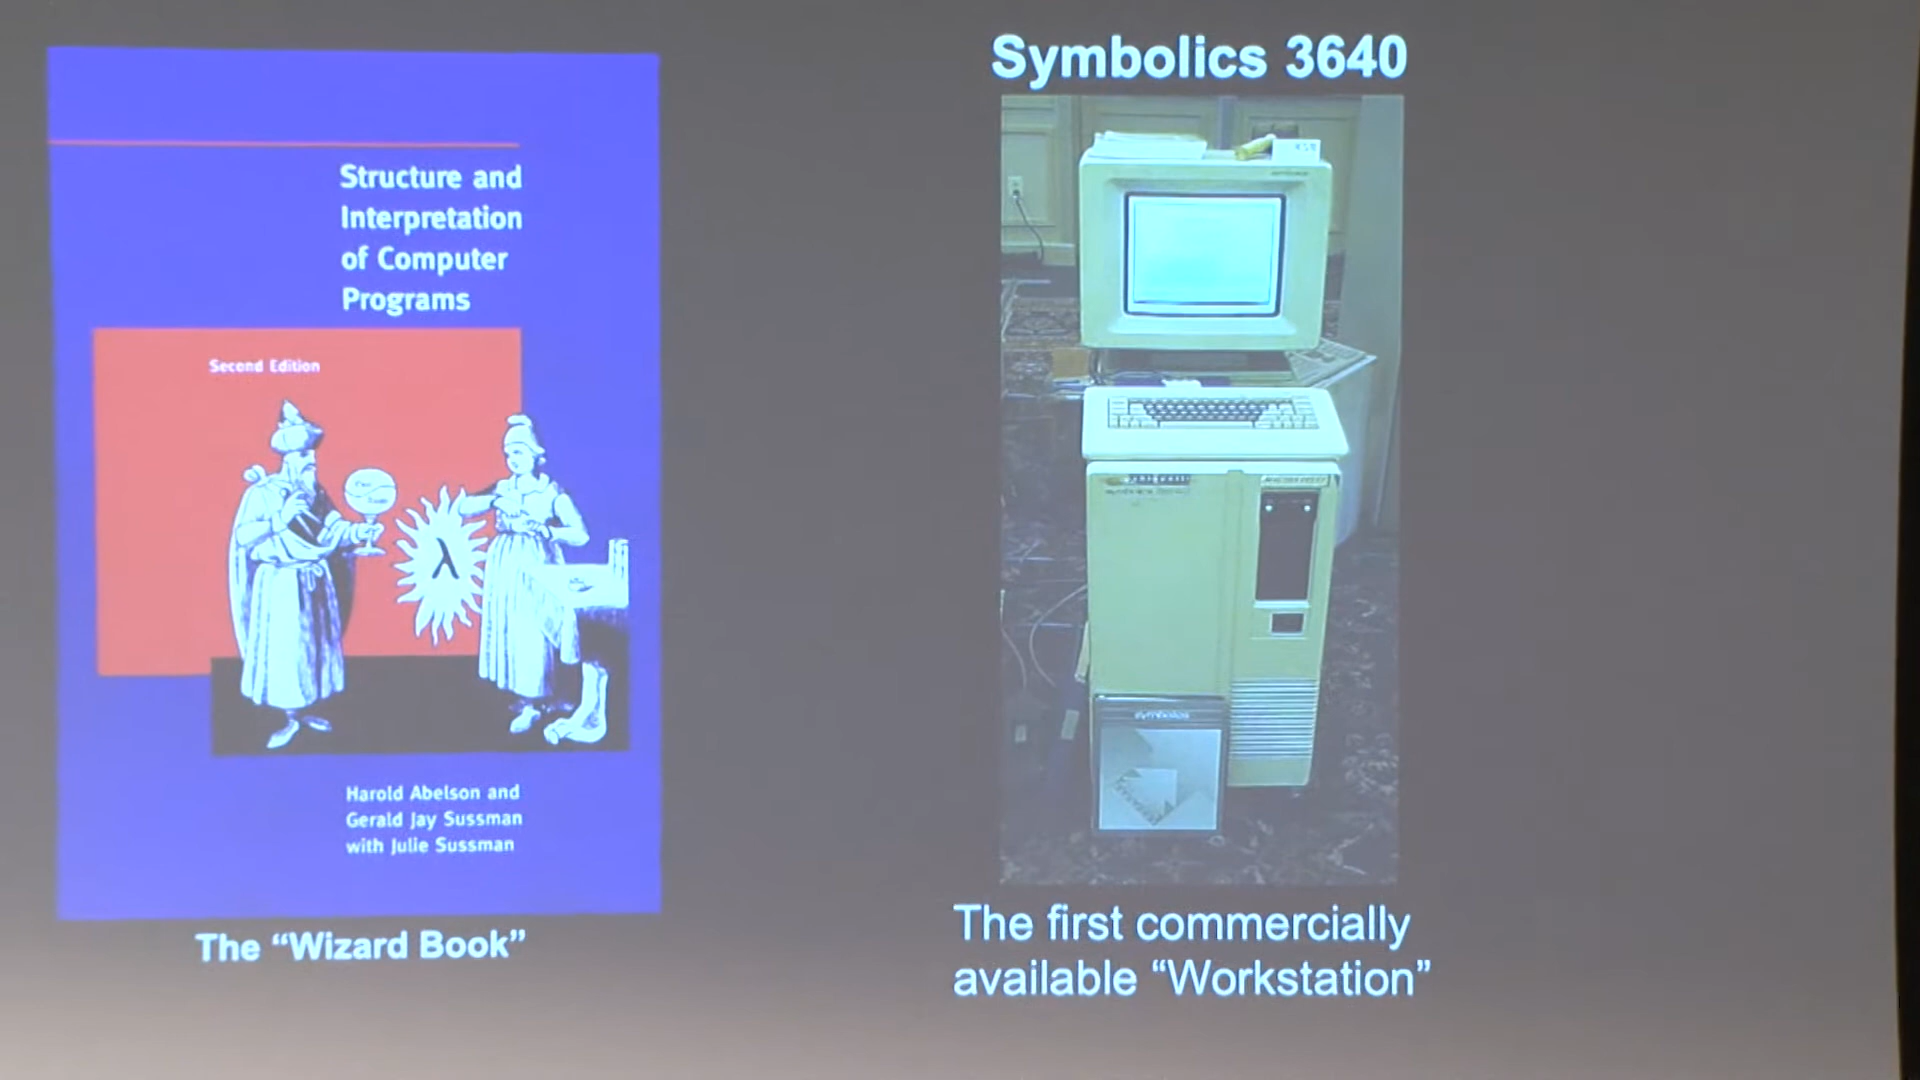 Structure and
Interpretation
of Computer
Programs
Second Edition
λ
Harold Abelson and
Gerald Jay Sussman
with Julie Sussman
The “Wizard Book”
Symbolics 3640
symbolics
The first commercially
available “Workstation”